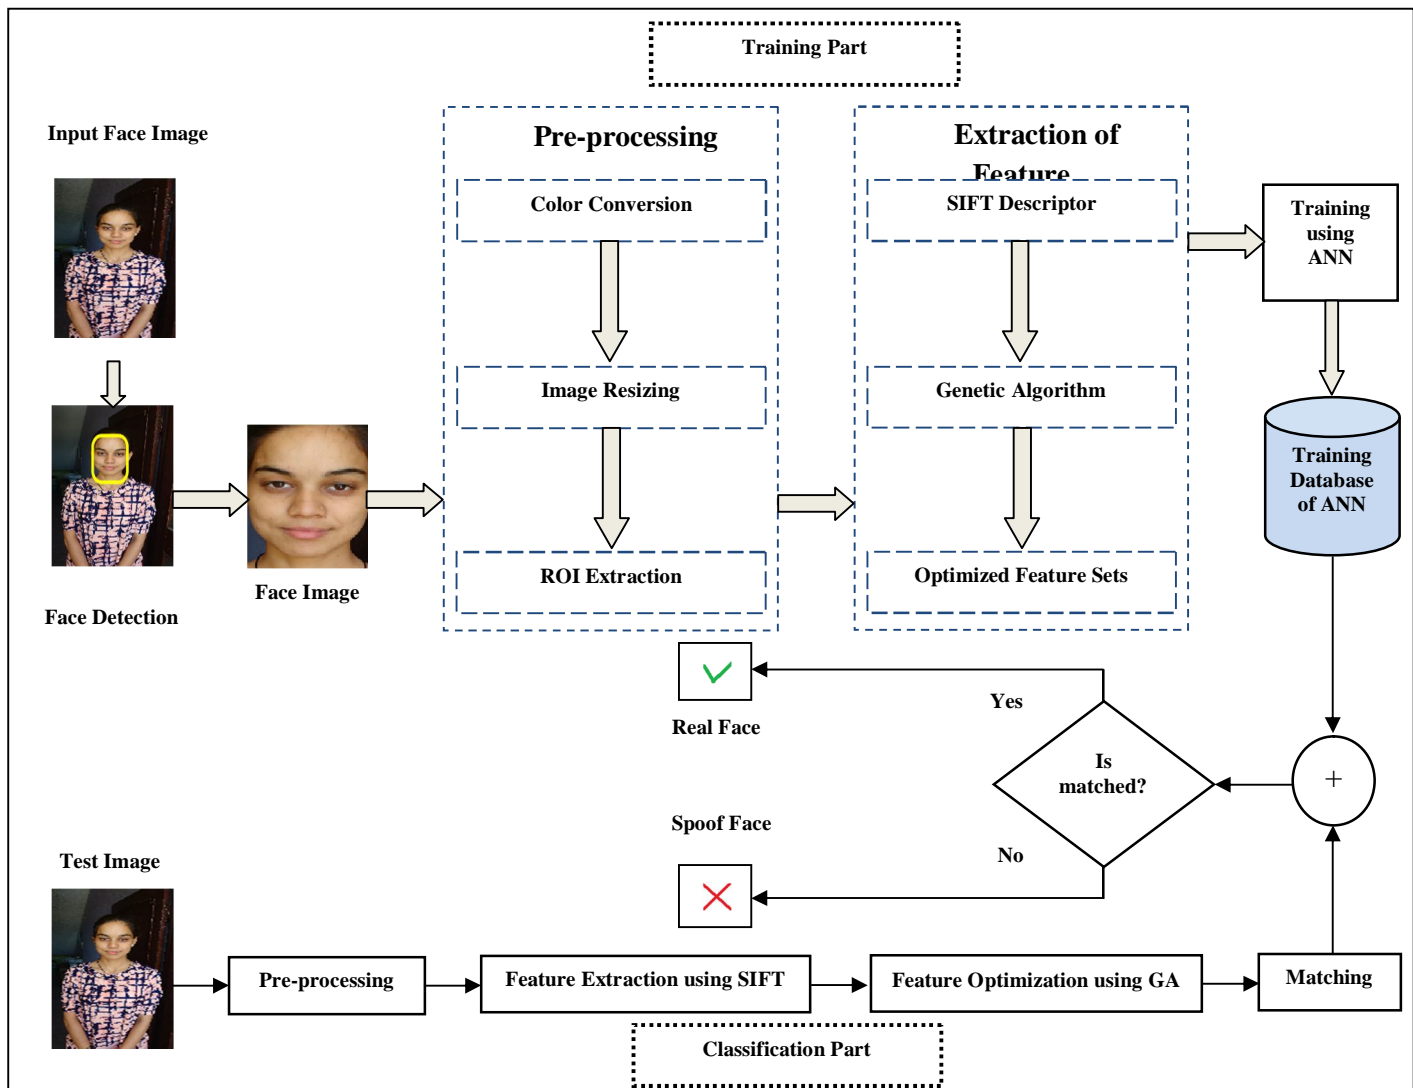 Training Part
Input Face Image
Pre-processing
Extraction of
Feature
Color Conversion
SIFT Descriptor
Training
using
ANN
Image Resizing
Genetic Algorithm
Training
Database
of ANN
ROI Extraction
Optimized Feature Sets
Face Image
Face Detection
Yes
Real Face
Is
matched?
+
Spoof Face
No
Test Image
Pre-processing
Feature Extraction using SIFT
Feature Optimization using GA
Matching
Classification Part